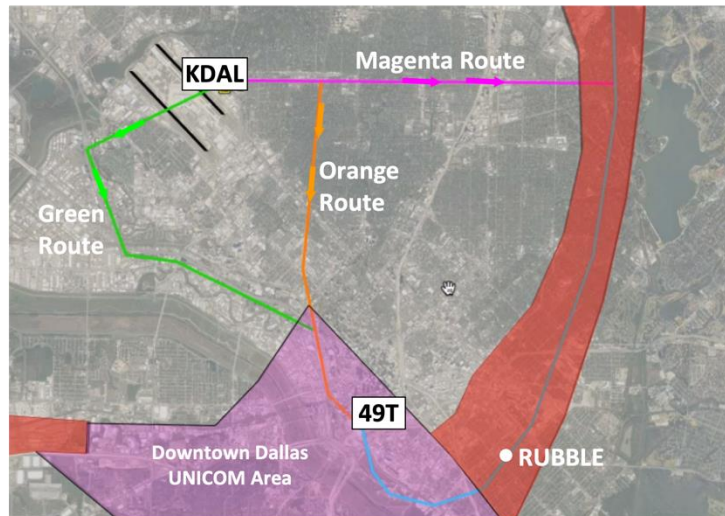 KDAL
Magenta Route
Orange
Route
Green
Route
49T
Downtown Dallas
UNICOM Area
RUBBLE